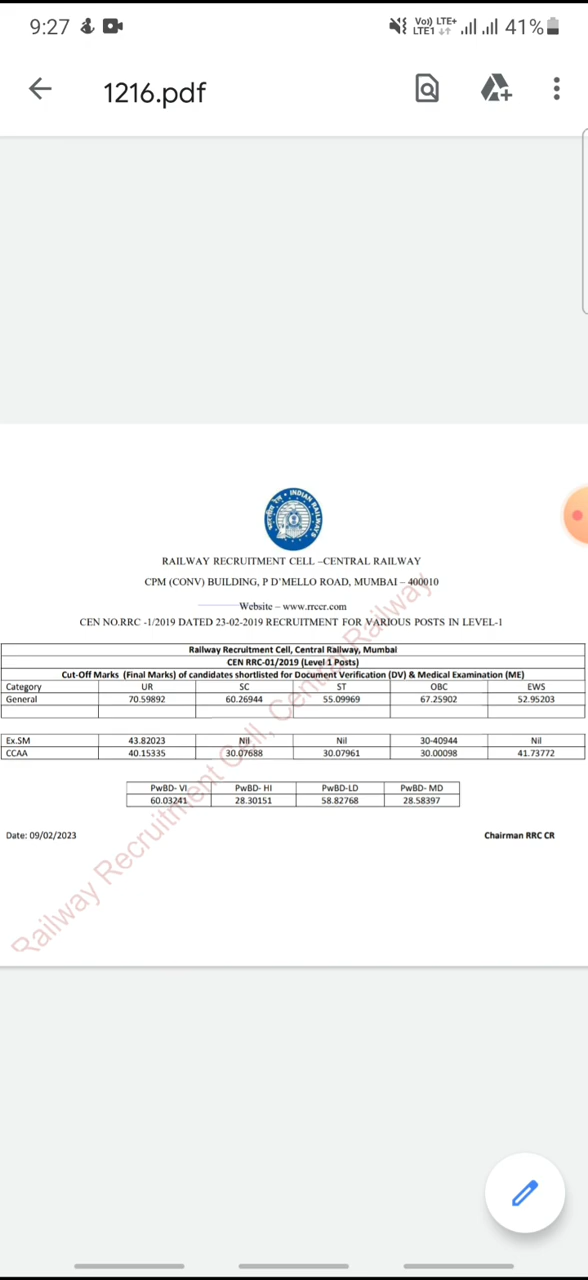 9:27
Vo)) LTE+
LTE1 ↓↑ 41%
1216.pdf
INDIAN RAILWAYS
RAILWAY RECRUITMENT CELL –CENTRAL RAILWAY
CPM (CONV) BUILDING, P D'MELLO ROAD, MUMBAI – 400010
Website – www.rrccr.com
CEN NO.RRC -1/2019 DATED 23-02-2019 RECRUITMENT FOR VARIOUS POSTS IN LEVEL-1
Railway Recruitment Cell, Central Railway, Mumbai
CEN RRC-01/2019 (Level 1 Posts)
Cut-Off Marks (Final Marks) of candidates shortlisted for Document Verification (DV) & Medical Examination (ME)
Category UR SC ST OBC EWS
General 70.59892 60.26944 55.09969 67.25902 52.95203
Ex.SM 43.82023 Nil Nil 30-40944 Nil
CCAA 40.15335 30.07688 30.07961 30.00098 41.73772
PwBD- VI PwBD- HI PwBD-LD PwBD- MD
60.03241 28.30151 58.82768 28.58397
Date: 09/02/2023 Chairman RRC CR
Railway Recruitment Cell, Central Railway